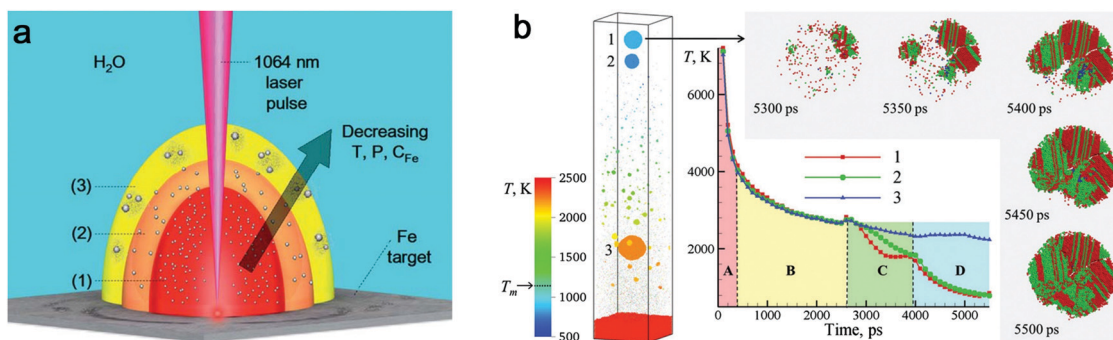 a
H2O
1064 nm
laser
pulse
Decreasing
T, P, CFe
(3)
(2)
(1)
Fe
target
b
1
2
3
T, K
2500
2000
1500
Tm
1000
500
T, K
6000
4000
2000
A
B
C
D
0
1000
2000
3000
4000
5000
Time, ps
1
2
3
5300 ps
5350 ps
5400 ps
5450 ps
5500 ps